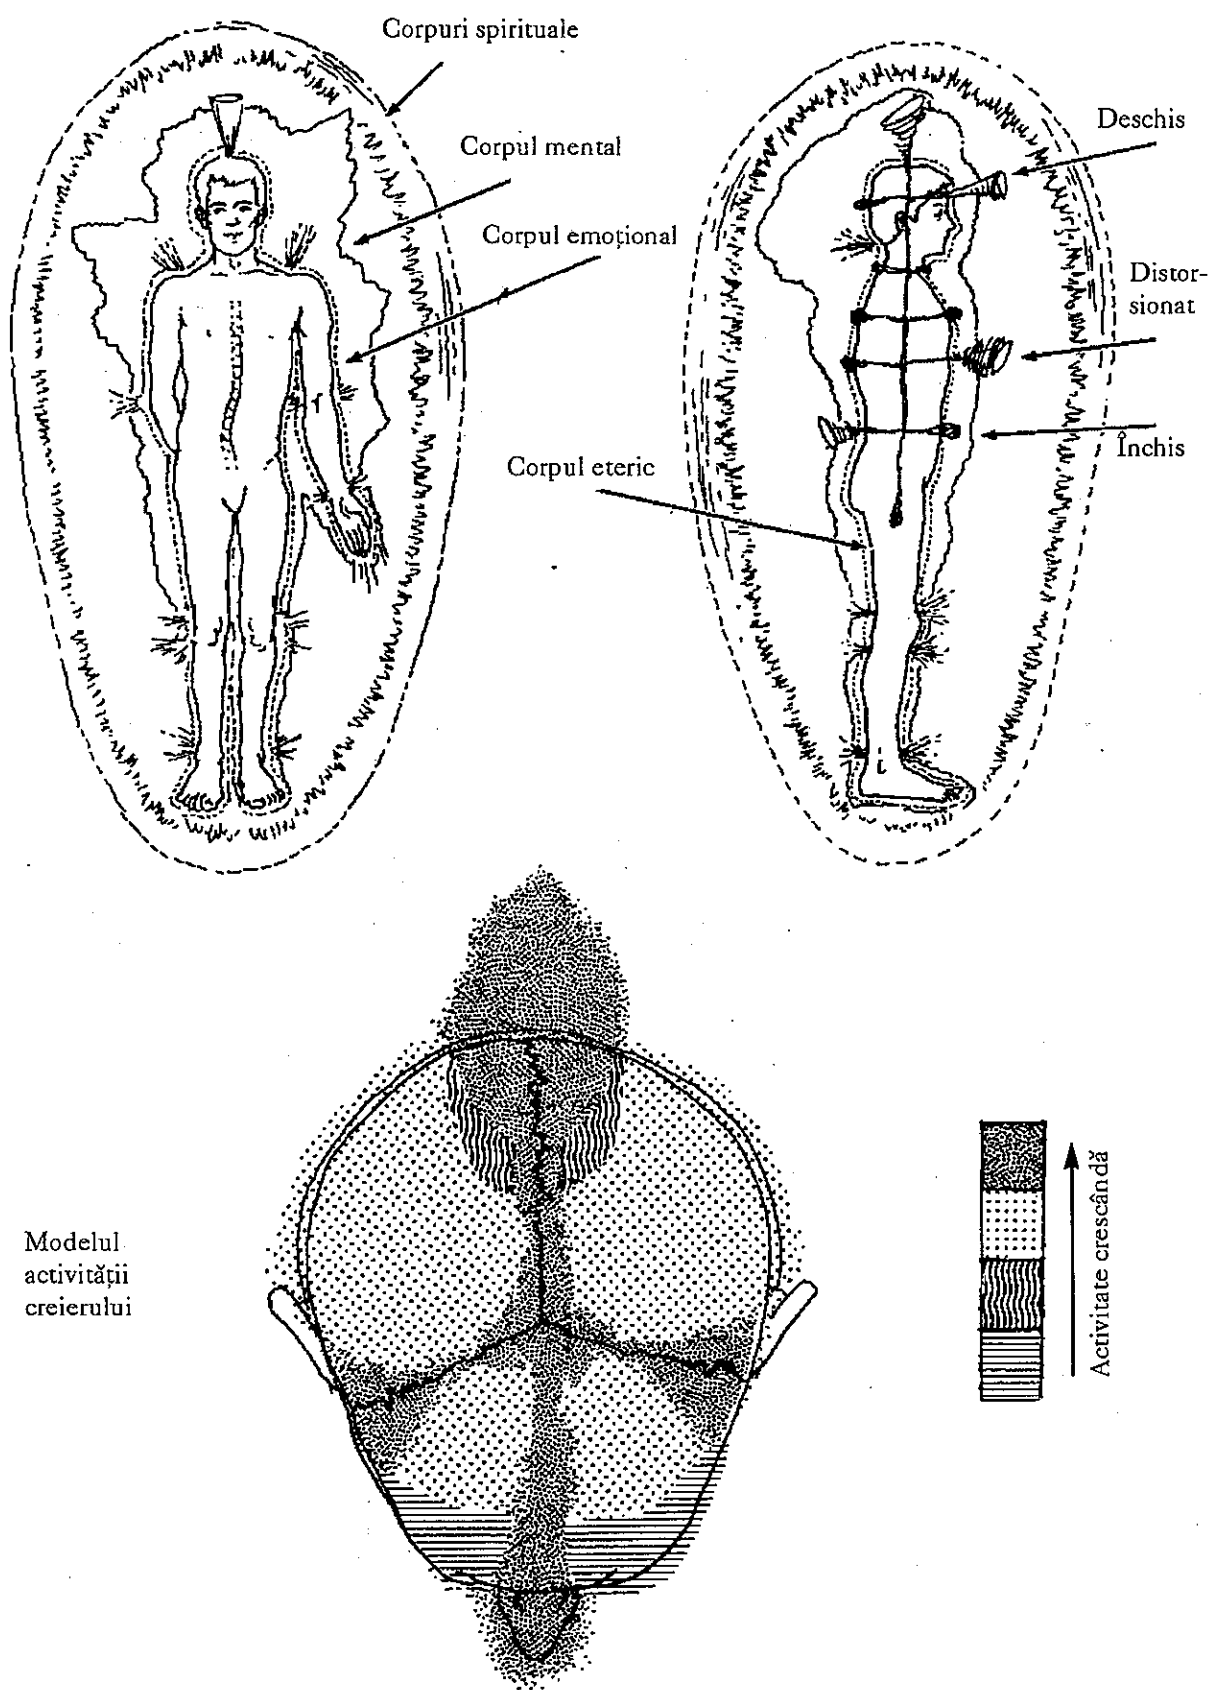 Corpuri spirituale
Corpul mental
Corpul emoțional
Corpul eteric
Deschis
Distor-
sionat
Închis
Modelul
activității
creierului
Activitate crescândă